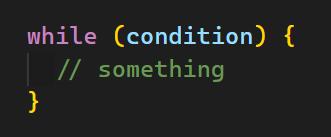 while (condition) {
  // something
}